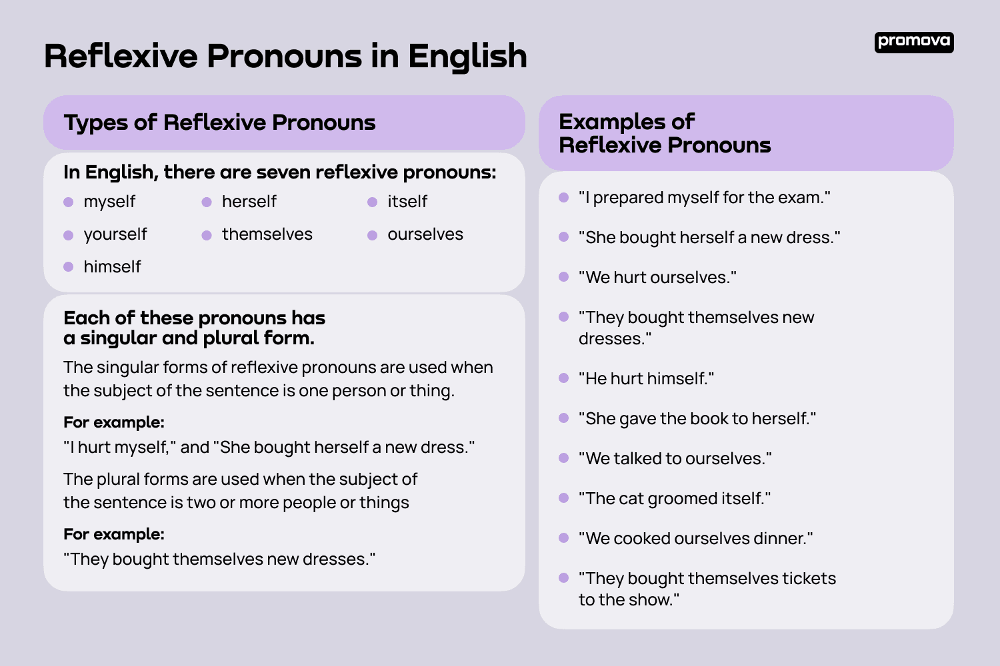 Reflexive Pronouns in English
promova
Types of Reflexive Pronouns
In English, there are seven reflexive pronouns:
myself
herself
itself
yourself
themselves
ourselves
himself
Each of these pronouns has
a singular and plural form.
The singular forms of reflexive pronouns are used when
the subject of the sentence is one person or thing.
For example:
"I hurt myself," and "She bought herself a new dress."
The plural forms are used when the subject of
the sentence is two or more people or things
For example:
"They bought themselves new dresses."
Examples of
Reflexive Pronouns
"I prepared myself for the exam."
"She bought herself a new dress."
"We hurt ourselves."
"They bought themselves new
dresses."
"He hurt himself."
"She gave the book to herself."
"We talked to ourselves."
"The cat groomed itself."
"We cooked ourselves dinner."
"They bought themselves tickets
to the show."